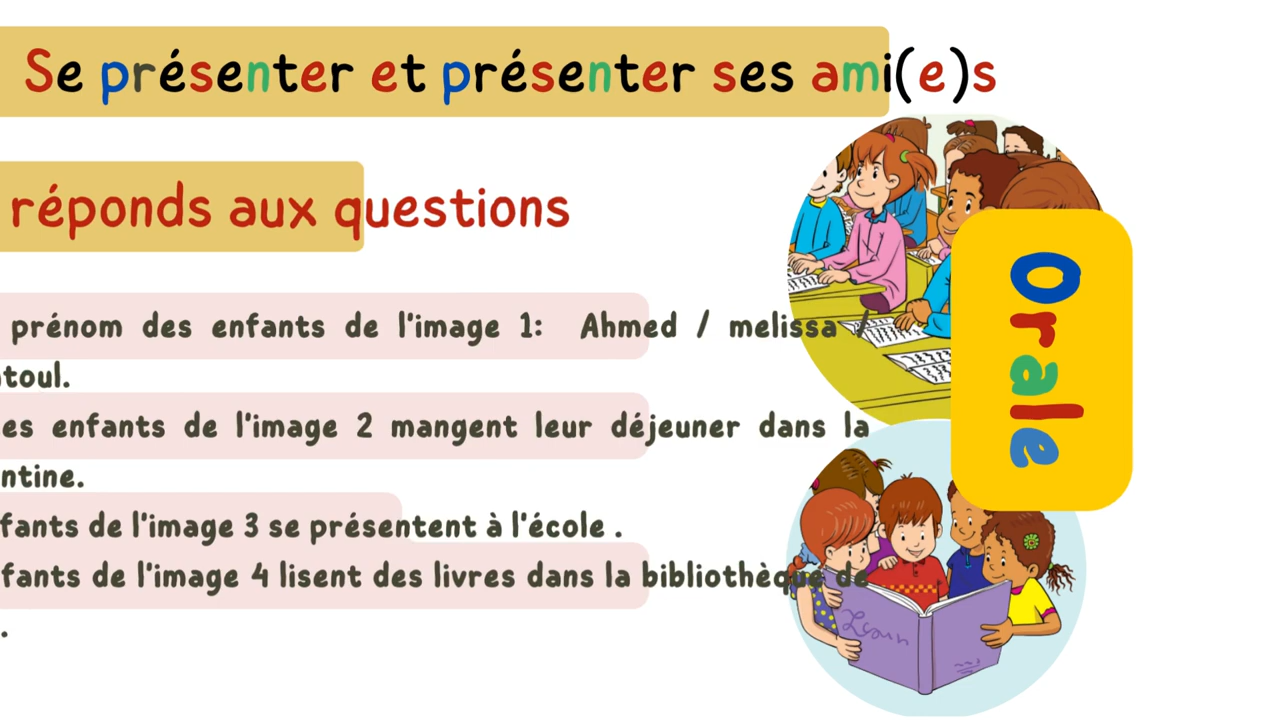 Se présenter et présenter ses ami(e)s
réponds aux questions
prénom des enfants de l'image 1: Ahmed / melissa /
toul.
es enfants de l'image 2 mangent leur déjeuner dans la
ntine.
fants de l'image 3 se présentent à l'école .
fants de l'image 4 lisent des livres dans la bibliothèque de
.
Orale
Learn